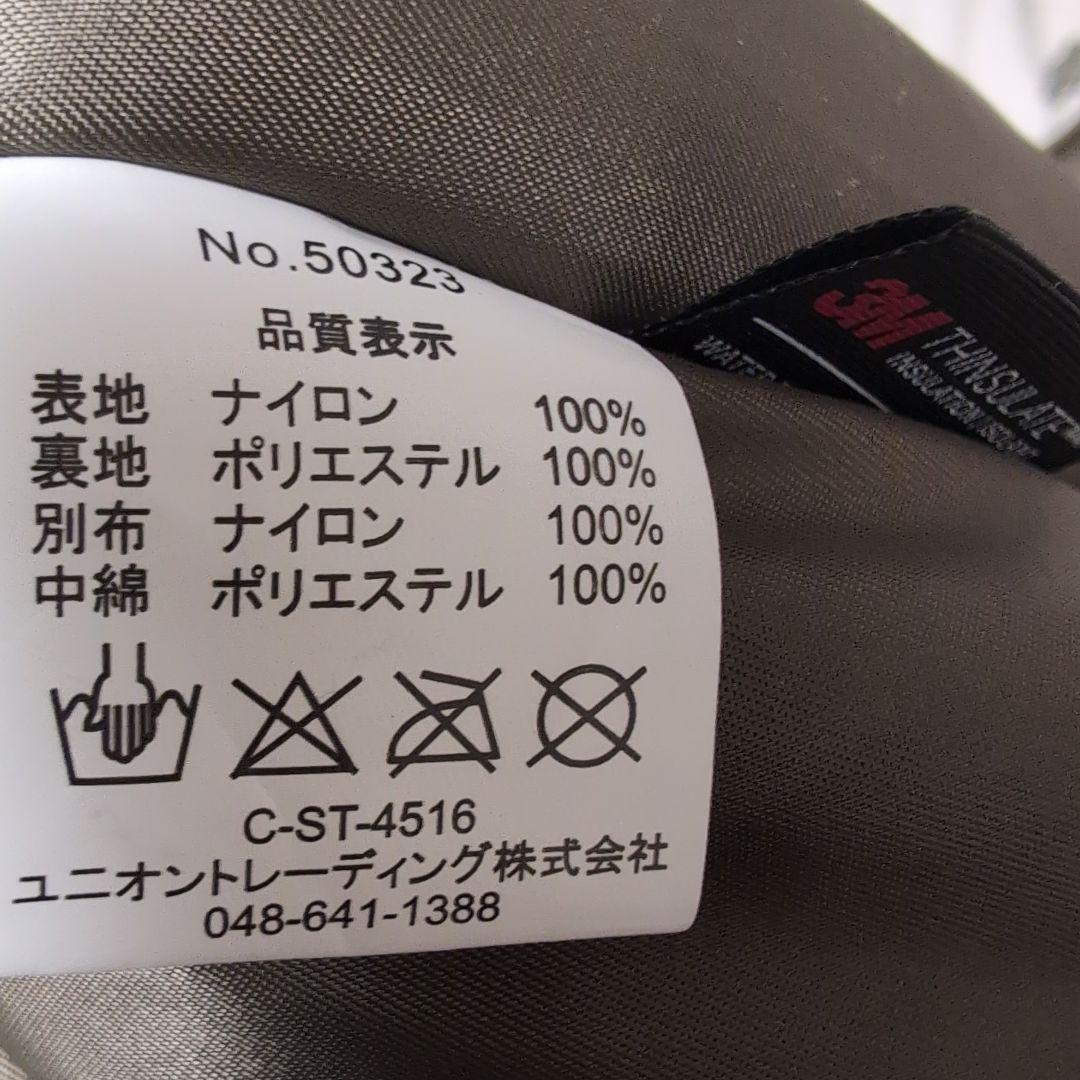 No.50323
品質表示
表地 ナイロン 100%
裏地 ポリエステル 100%
別布 ナイロン 100%
中綿 ポリエステル 100%
C-ST-4516
ユニオントレーディング株式会社
048-641-1388
3M THINSULATE™
INSULATION